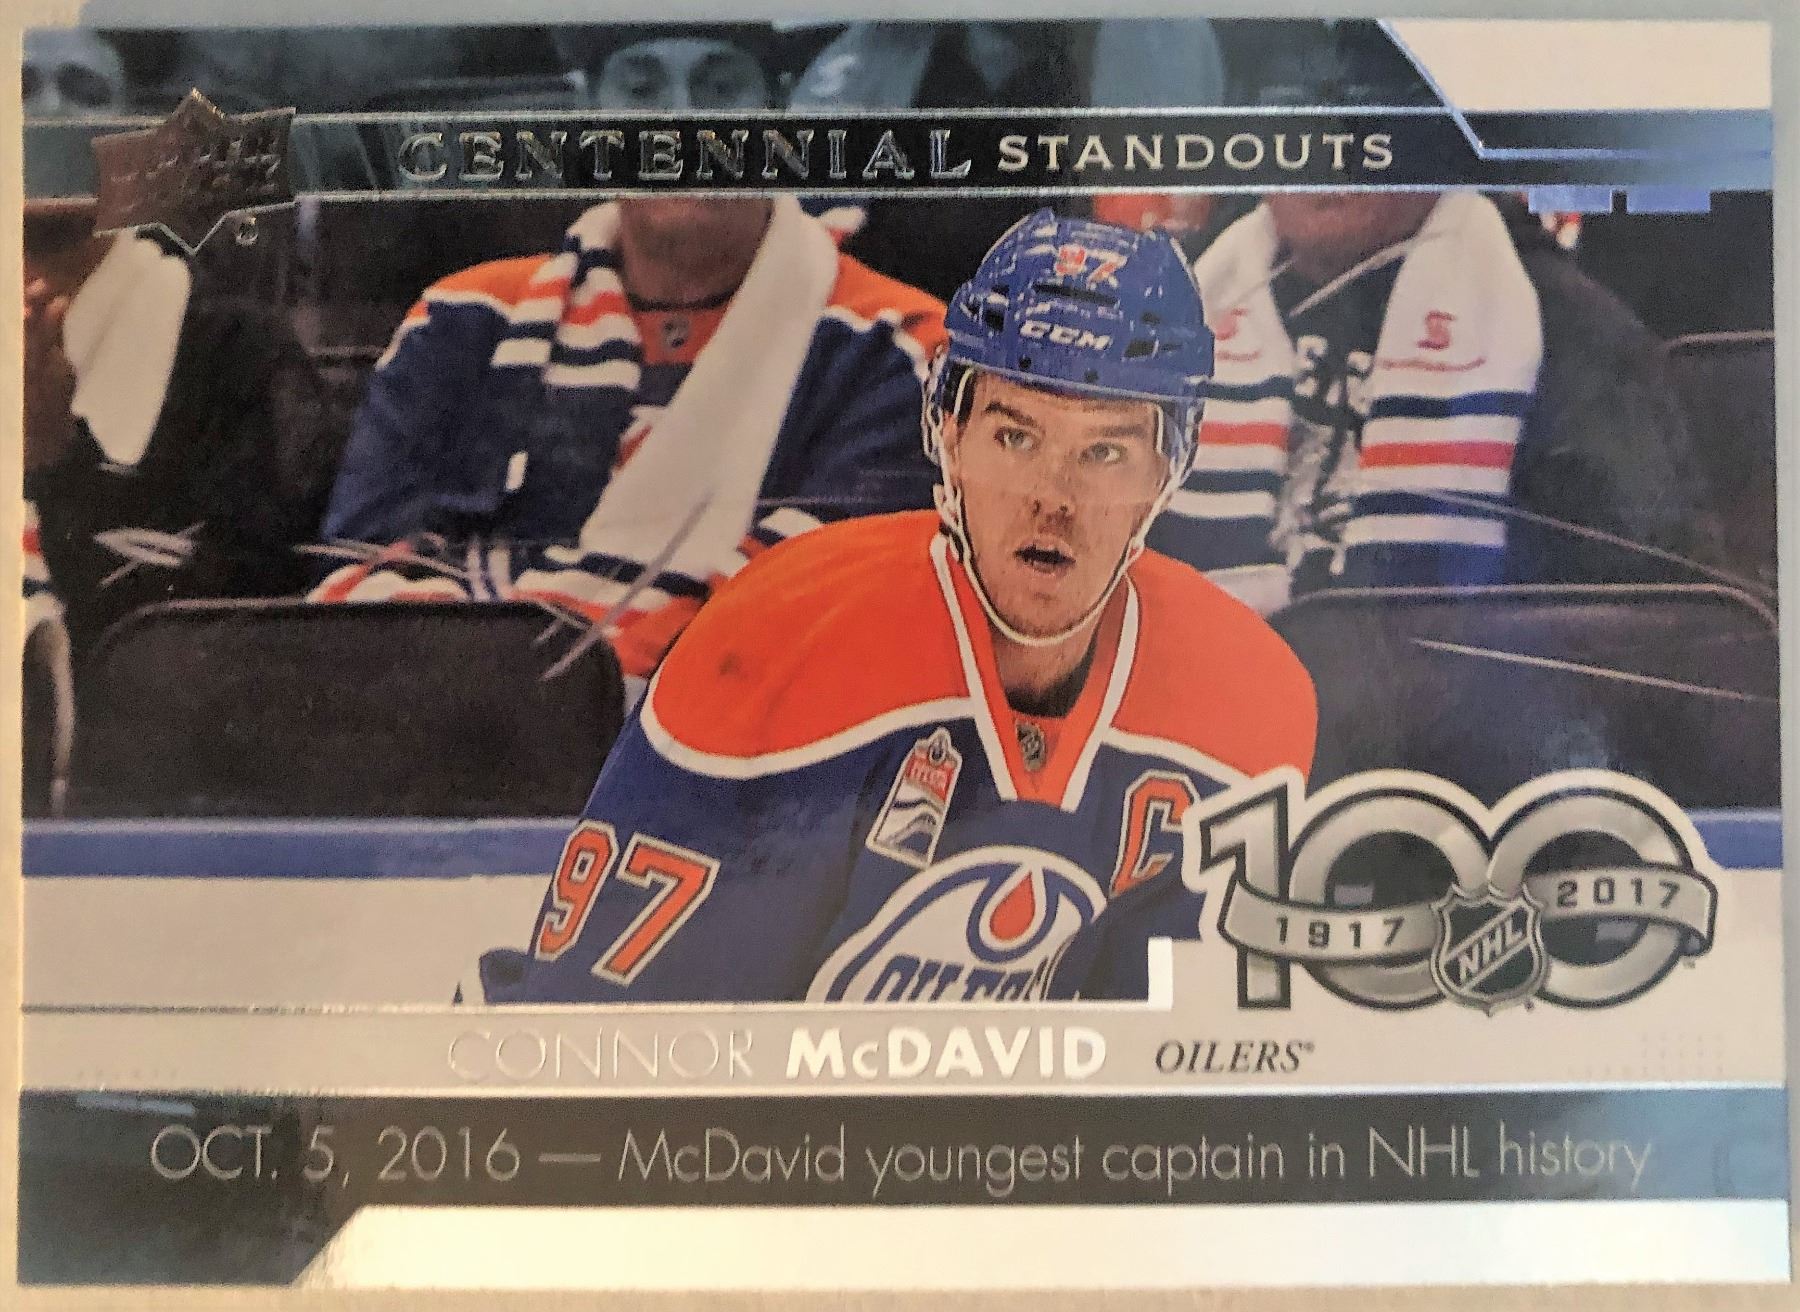 CENTENNIAL STANDOUTS
97
CCM
C
97
OILERS
1917 2017
100
NHL
CONNOR McDAVID OILERS
OCT. 5, 2016 — McDavid youngest captain in NHL history